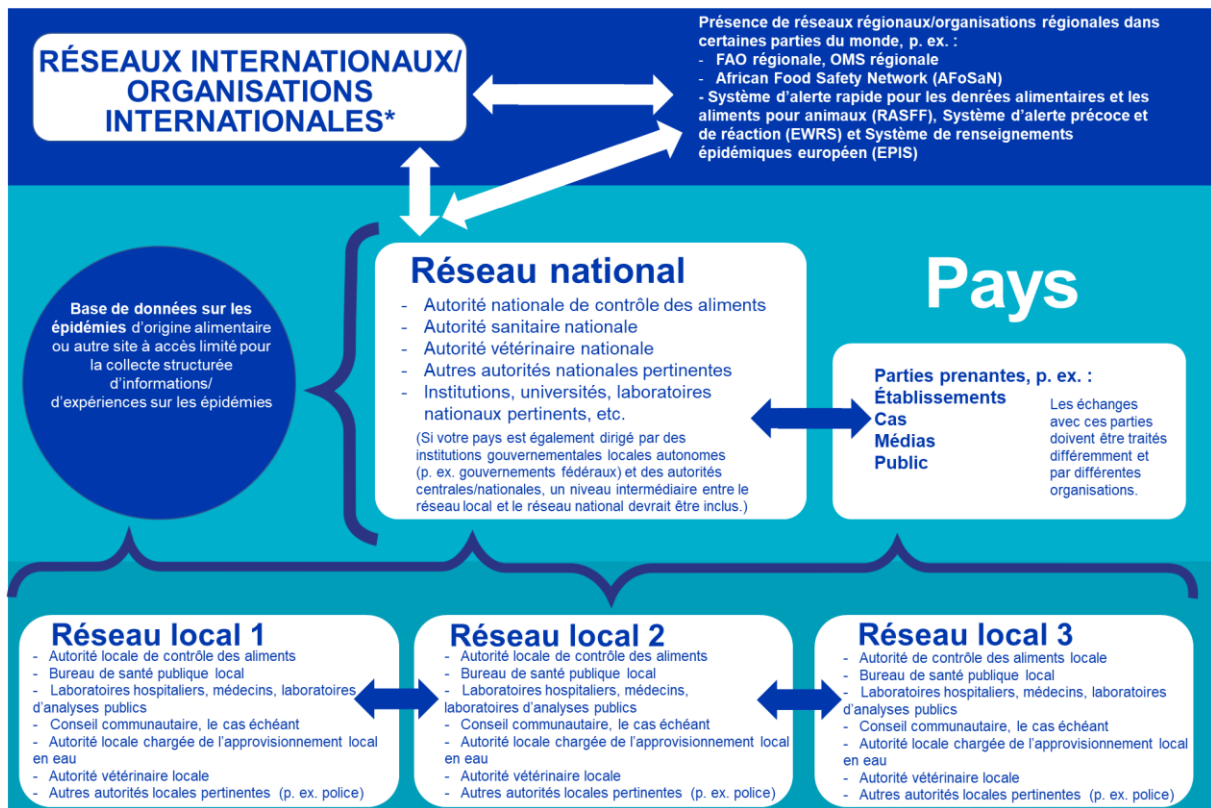 RÉSEAUX INTERNATIONAUX/
ORGANISATIONS
INTERNATIONALES*
Présence de réseaux régionaux/organisations régionales dans
certaines parties du monde, p. ex. :
- FAO régionale, OMS régionale
- African Food Safety Network (AFoSaN)
- Système d'alerte rapide pour les denrées alimentaires et les
aliments pour animaux (RASFF), Système d'alerte précoce et
de réaction (EWRS) et Système de renseignements
épidémiques européen (EPIS)
Base de données sur les
épidémies d'origine alimentaire
ou autre site à accès limité pour
la collecte structurée
d'informations/
d'expériences sur les épidémies
Réseau national
- Autorité nationale de contrôle des aliments
- Autorité sanitaire nationale
- Autorité vétérinaire nationale
- Autres autorités nationales pertinentes
- Institutions, universités, laboratoires
nationaux pertinents, etc.
(Si votre pays est également dirigé par des
institutions gouvernementales locales autonomes
(p. ex. gouvernements fédéraux) et des autorités
centrales/nationales, un niveau intermédiaire entre le
réseau local et le réseau national devrait être inclus.)
Pays
Parties prenantes, p. ex. :
Établissements
Cas
Médias
Public
Les échanges
avec ces parties
doivent être traités
différemment et
par différentes
organisations.
Réseau local 1
- Autorité locale de contrôle des aliments
- Bureau de santé publique local
- Laboratoires hospitaliers, médecins, laboratoires
d'analyses publics
- Conseil communautaire, le cas échéant
- Autorité locale chargée de l'approvisionnement local
en eau
- Autorité vétérinaire locale
- Autres autorités locales pertinentes (p. ex. police)
Réseau local 2
- Autorité locale de contrôle des aliments
- Bureau de santé publique local
- Laboratoires hospitaliers, médecins,
laboratoires d'analyses publics
- Conseil communautaire, le cas échéant
- Autorité locale chargée de l'approvisionnement local
en eau
- Autorité vétérinaire locale
- Autres autorités locales pertinentes (p. ex. police)
Réseau local 3
- Autorité de contrôle des aliments locale
- Bureau de santé publique local
- Laboratoires hospitaliers, médecins, laboratoires
d'analyses publics
- Conseil communautaire, le cas échéant
- Autorité locale chargée de l'approvisionnement local
en eau
- Autorité vétérinaire locale
- Autres autorités locales pertinentes (p. ex. police)